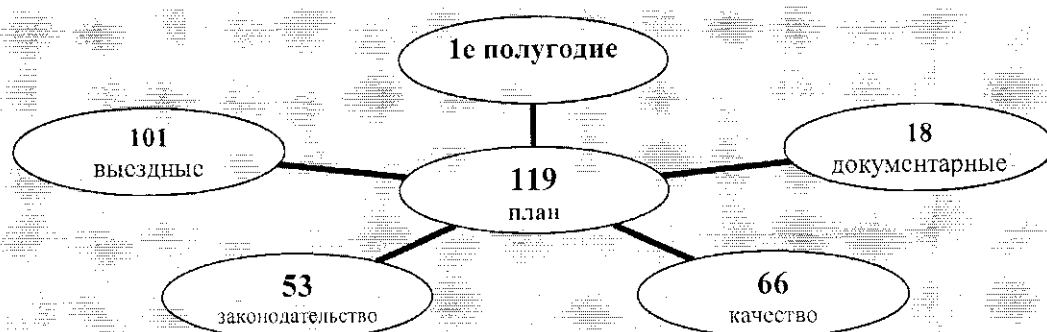 1е полугодие
101
выездные
18
документарные
119
план
53
законодательство
66
качество